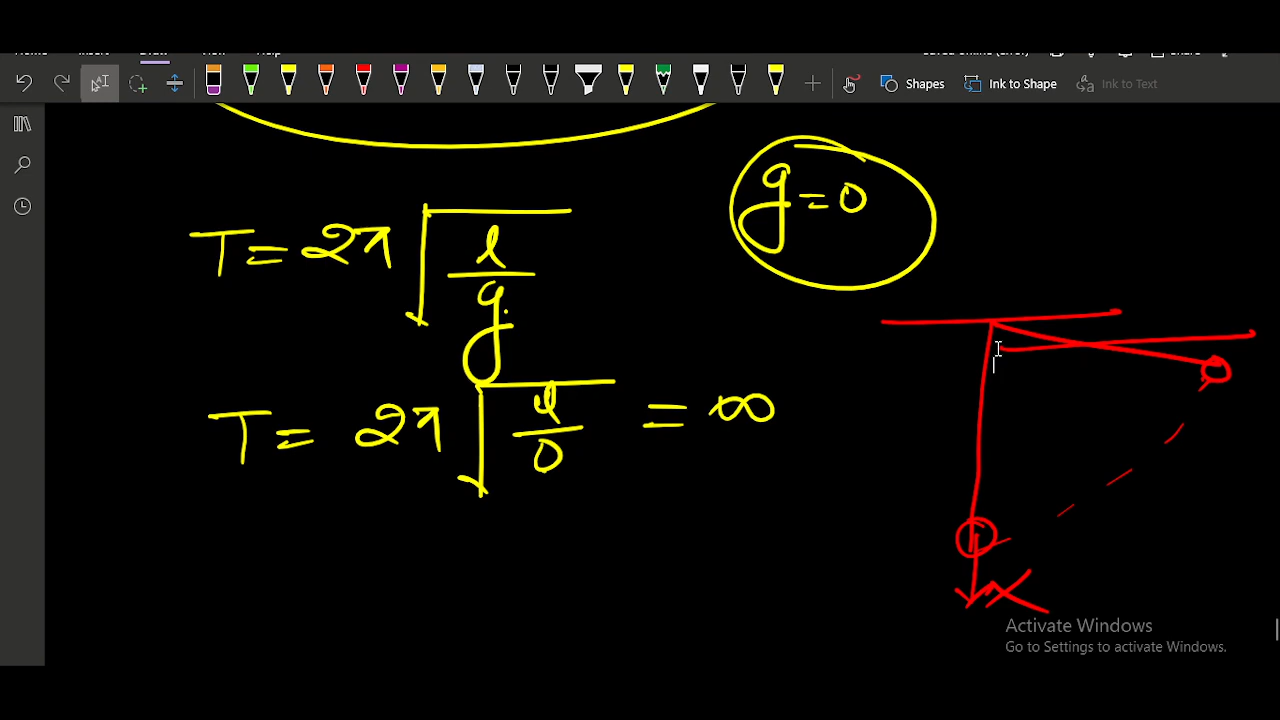 Shapes
Ink to Shape
Ink to Text
g = 0
T = 2π √(l/g)
T = 2π √(l/0) = ∞
Activate Windows
Go to Settings to activate Windows.